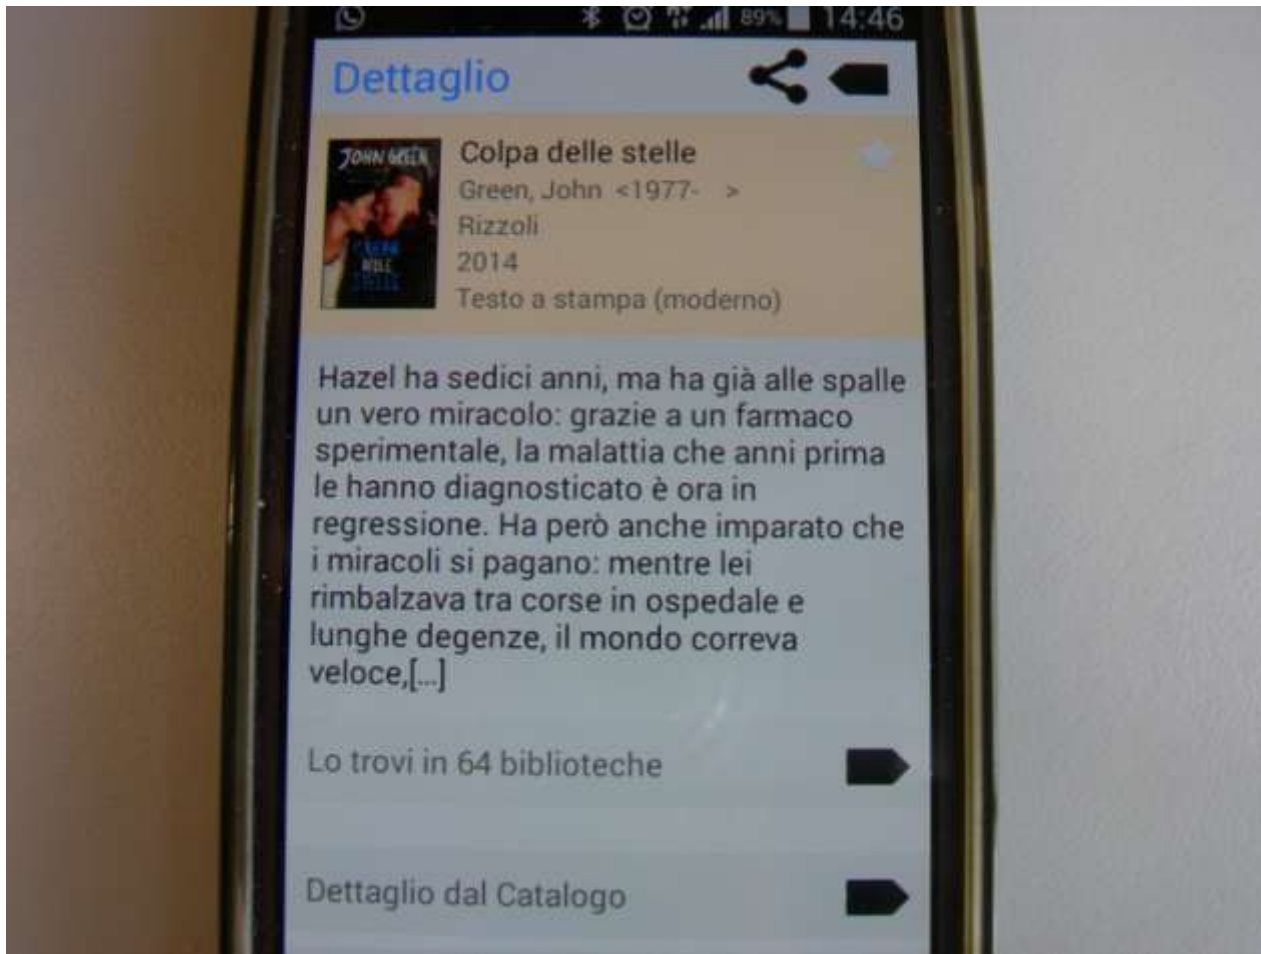 89% 14:46
Dettaglio
JOHN GREEN
COLPA
DELLE
STELLE
Colpa delle stelle
Green, John <1977- >
Rizzoli
2014
Testo a stampa (moderno)
Hazel ha sedici anni, ma ha già alle spalle
un vero miracolo: grazie a un farmaco
sperimentale, la malattia che anni prima
le hanno diagnosticato è ora in
regressione. Ha però anche imparato che
i miracoli si pagano: mentre lei
rimbalzava tra corse in ospedale e
lunghe degenze, il mondo correva
veloce,[...]
Lo trovi in 64 biblioteche
Dettaglio dal Catalogo